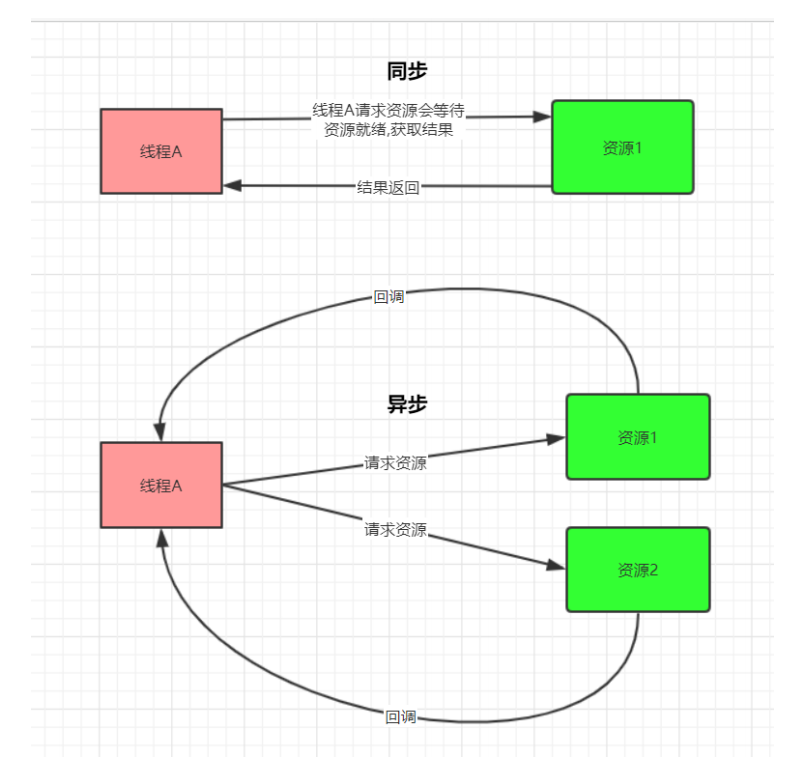 同步
线程A请求资源会等待
资源就绪,获取结果
线程A
资源1
结果返回
回调
异步
资源1
请求资源
线程A
请求资源
资源2
回调